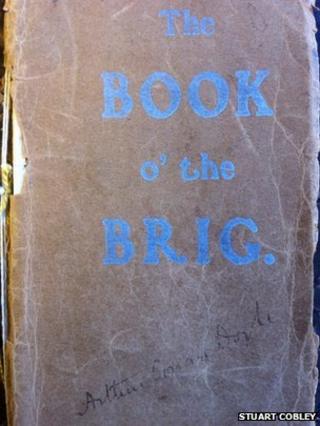 The
BOOK
o' the
BRIG.
Arthur Conan Doyle
STUART COBLEY